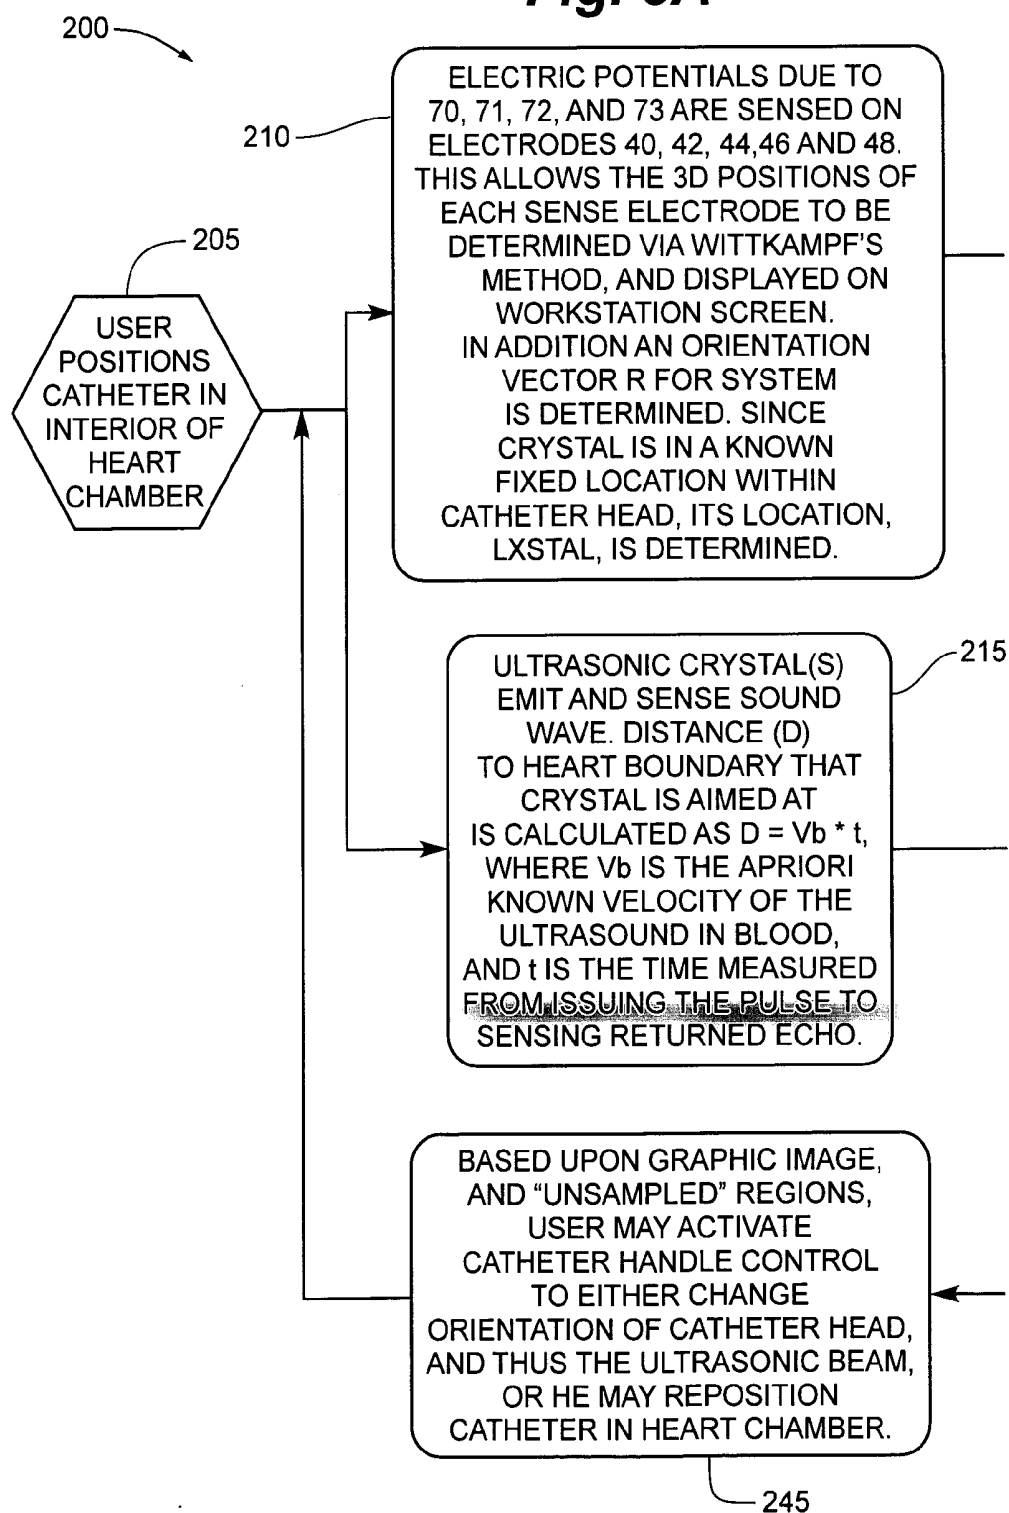 200
210
ELECTRIC POTENTIALS DUE TO
70, 71, 72, AND 73 ARE SENSED ON
ELECTRODES 40, 42, 44,46 AND 48.
THIS ALLOWS THE 3D POSITIONS OF
EACH SENSE ELECTRODE TO BE
DETERMINED VIA WITTKAMPF'S
METHOD, AND DISPLAYED ON
WORKSTATION SCREEN.
IN ADDITION AN ORIENTATION
VECTOR R FOR SYSTEM
IS DETERMINED. SINCE
CRYSTAL IS IN A KNOWN
FIXED LOCATION WITHIN
CATHETER HEAD, ITS LOCATION,
LXSTAL, IS DETERMINED.
205
USER
POSITIONS
CATHETER IN
INTERIOR OF
HEART
CHAMBER
215
ULTRASONIC CRYSTAL(S)
EMIT AND SENSE SOUND
WAVE. DISTANCE (D)
TO HEART BOUNDARY THAT
CRYSTAL IS AIMED AT
IS CALCULATED AS D = Vb * t,
WHERE Vb IS THE APRIORI
KNOWN VELOCITY OF THE
ULTRASOUND IN BLOOD,
AND t IS THE TIME MEASURED
FROM ISSUING THE PULSE TO
SENSING RETURNED ECHO.
BASED UPON GRAPHIC IMAGE,
AND “UNSAMPLED” REGIONS,
USER MAY ACTIVATE
CATHETER HANDLE CONTROL
TO EITHER CHANGE
ORIENTATION OF CATHETER HEAD,
AND THUS THE ULTRASONIC BEAM,
OR HE MAY REPOSITION
CATHETER IN HEART CHAMBER.
245